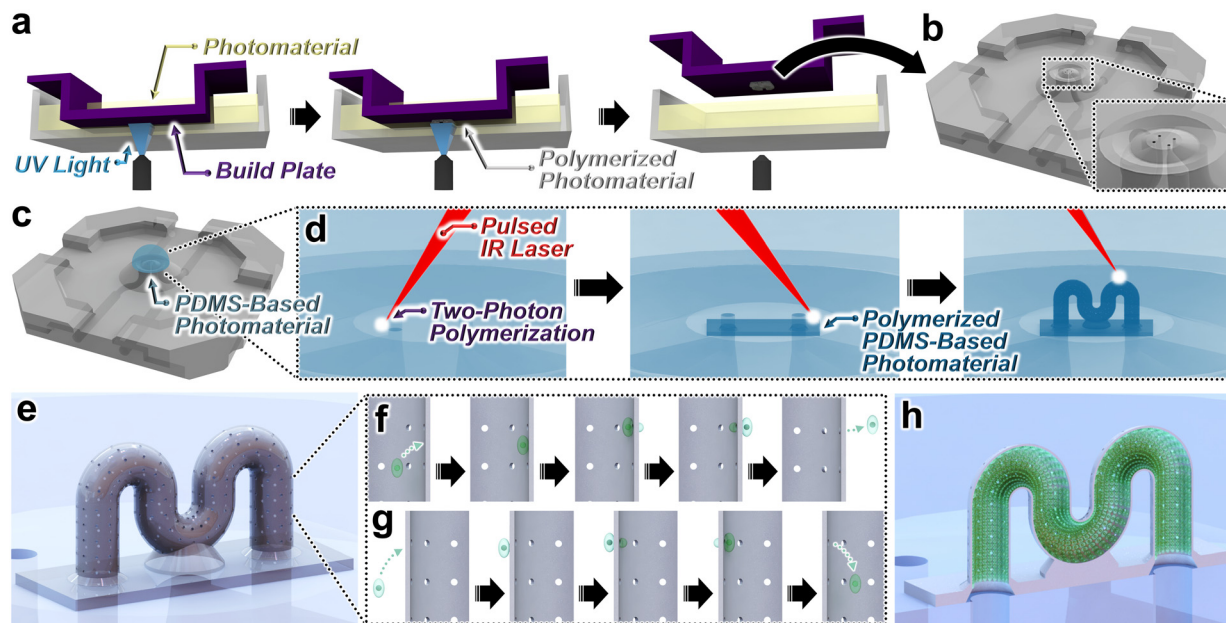 a
Photomaterial
UV Light
Build Plate
Polymerized
Photomaterial
b
c
PDMS-Based
Photomaterial
d
Pulsed
IR Laser
Two-Photon
Polymerization
Polymerized
PDMS-Based
Photomaterial
e
f
g
h